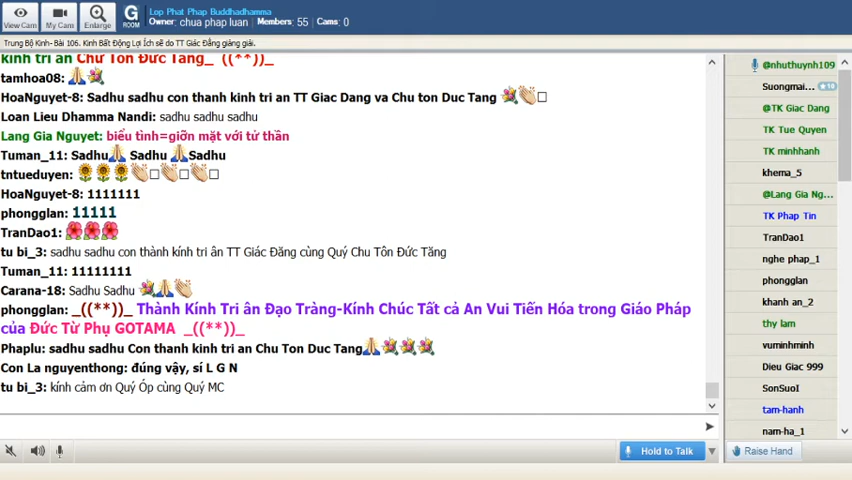 View Cam
My Cam
Enlarge
G
ROOM
Lop Phat Phap Buddhadhamma
Owner: chua phap luan Members: 55 Cams: 0
Trung Bộ Kinh- Bài 106. Kinh Bất Động Lợi Ích sẽ do TT Giác Đẳng giảng giải.
kính tri ân Chư Tôn Đức Tăng_ ((**))_
tamhoa08:
HoaNguyet-8: Sadhu sadhu con thanh kinh tri an TT Giac Dang va Chu ton Duc Tang
Loan Lieu Dhamma Nandi: sadhu sadhu sadhu
Lang Gia Nguyet: biểu tình=giỡn mặt với tử thần
Tuman_11: Sadhu Sadhu Sadhu
tntueduyen:
HoaNguyet-8: 1111111
phongglan: 11111
TranDao1:
tu bi_3: sadhu sadhu con thành kính tri ân TT Giác Đăng cùng Quý Chu Tôn Đức Tăng
Tuman_11: 11111111
Carana-18: Sadhu Sadhu
phongglan: _((**))_ Thành Kính Tri ân Đạo Tràng-Kính Chúc Tất cả An Vui Tiến Hóa trong Giáo Pháp
của Đức Từ Phụ GOTAMA _((**))_
Phaplu: sadhu sadhu Con thanh kinh tri an Chu Ton Duc Tang
Con La nguyenthong: đúng vậy, sí L G N
tu bi_3: kính cảm ơn Quý Ốp cùng Quý MC
Hold to Talk
@nhuthuynh109
Suongmai... ★10
@TK Giac Dang
TK Tue Quyen
TK minhhanh
khema_5
@Lang Gia Ng...
TK Phap Tin
TranDao1
nghe phap_1
phongglan
khanh an_2
thy lam
vuminhminh
Dieu Giac 999
SonSuoI
tam-hanh
nam-ha_1
Raise Hand